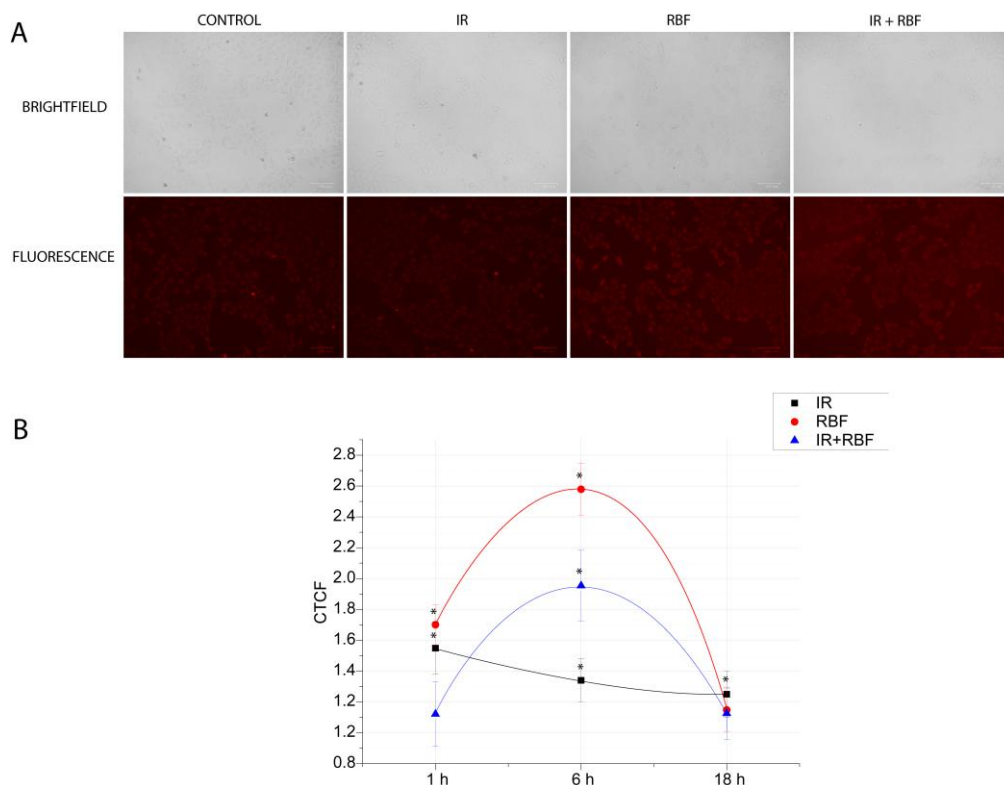 A
CONTROL
IR
RBF
IR + RBF
BRIGHTFIELD
FLUORESCENCE
B
IR
RBF
IR+RBF
CTCF
2.8
2.6
2.4
2.2
2.0
1.8
1.6
1.4
1.2
1.2
0.8
*
*
*
*
*
*
1 h
6 h
18 h